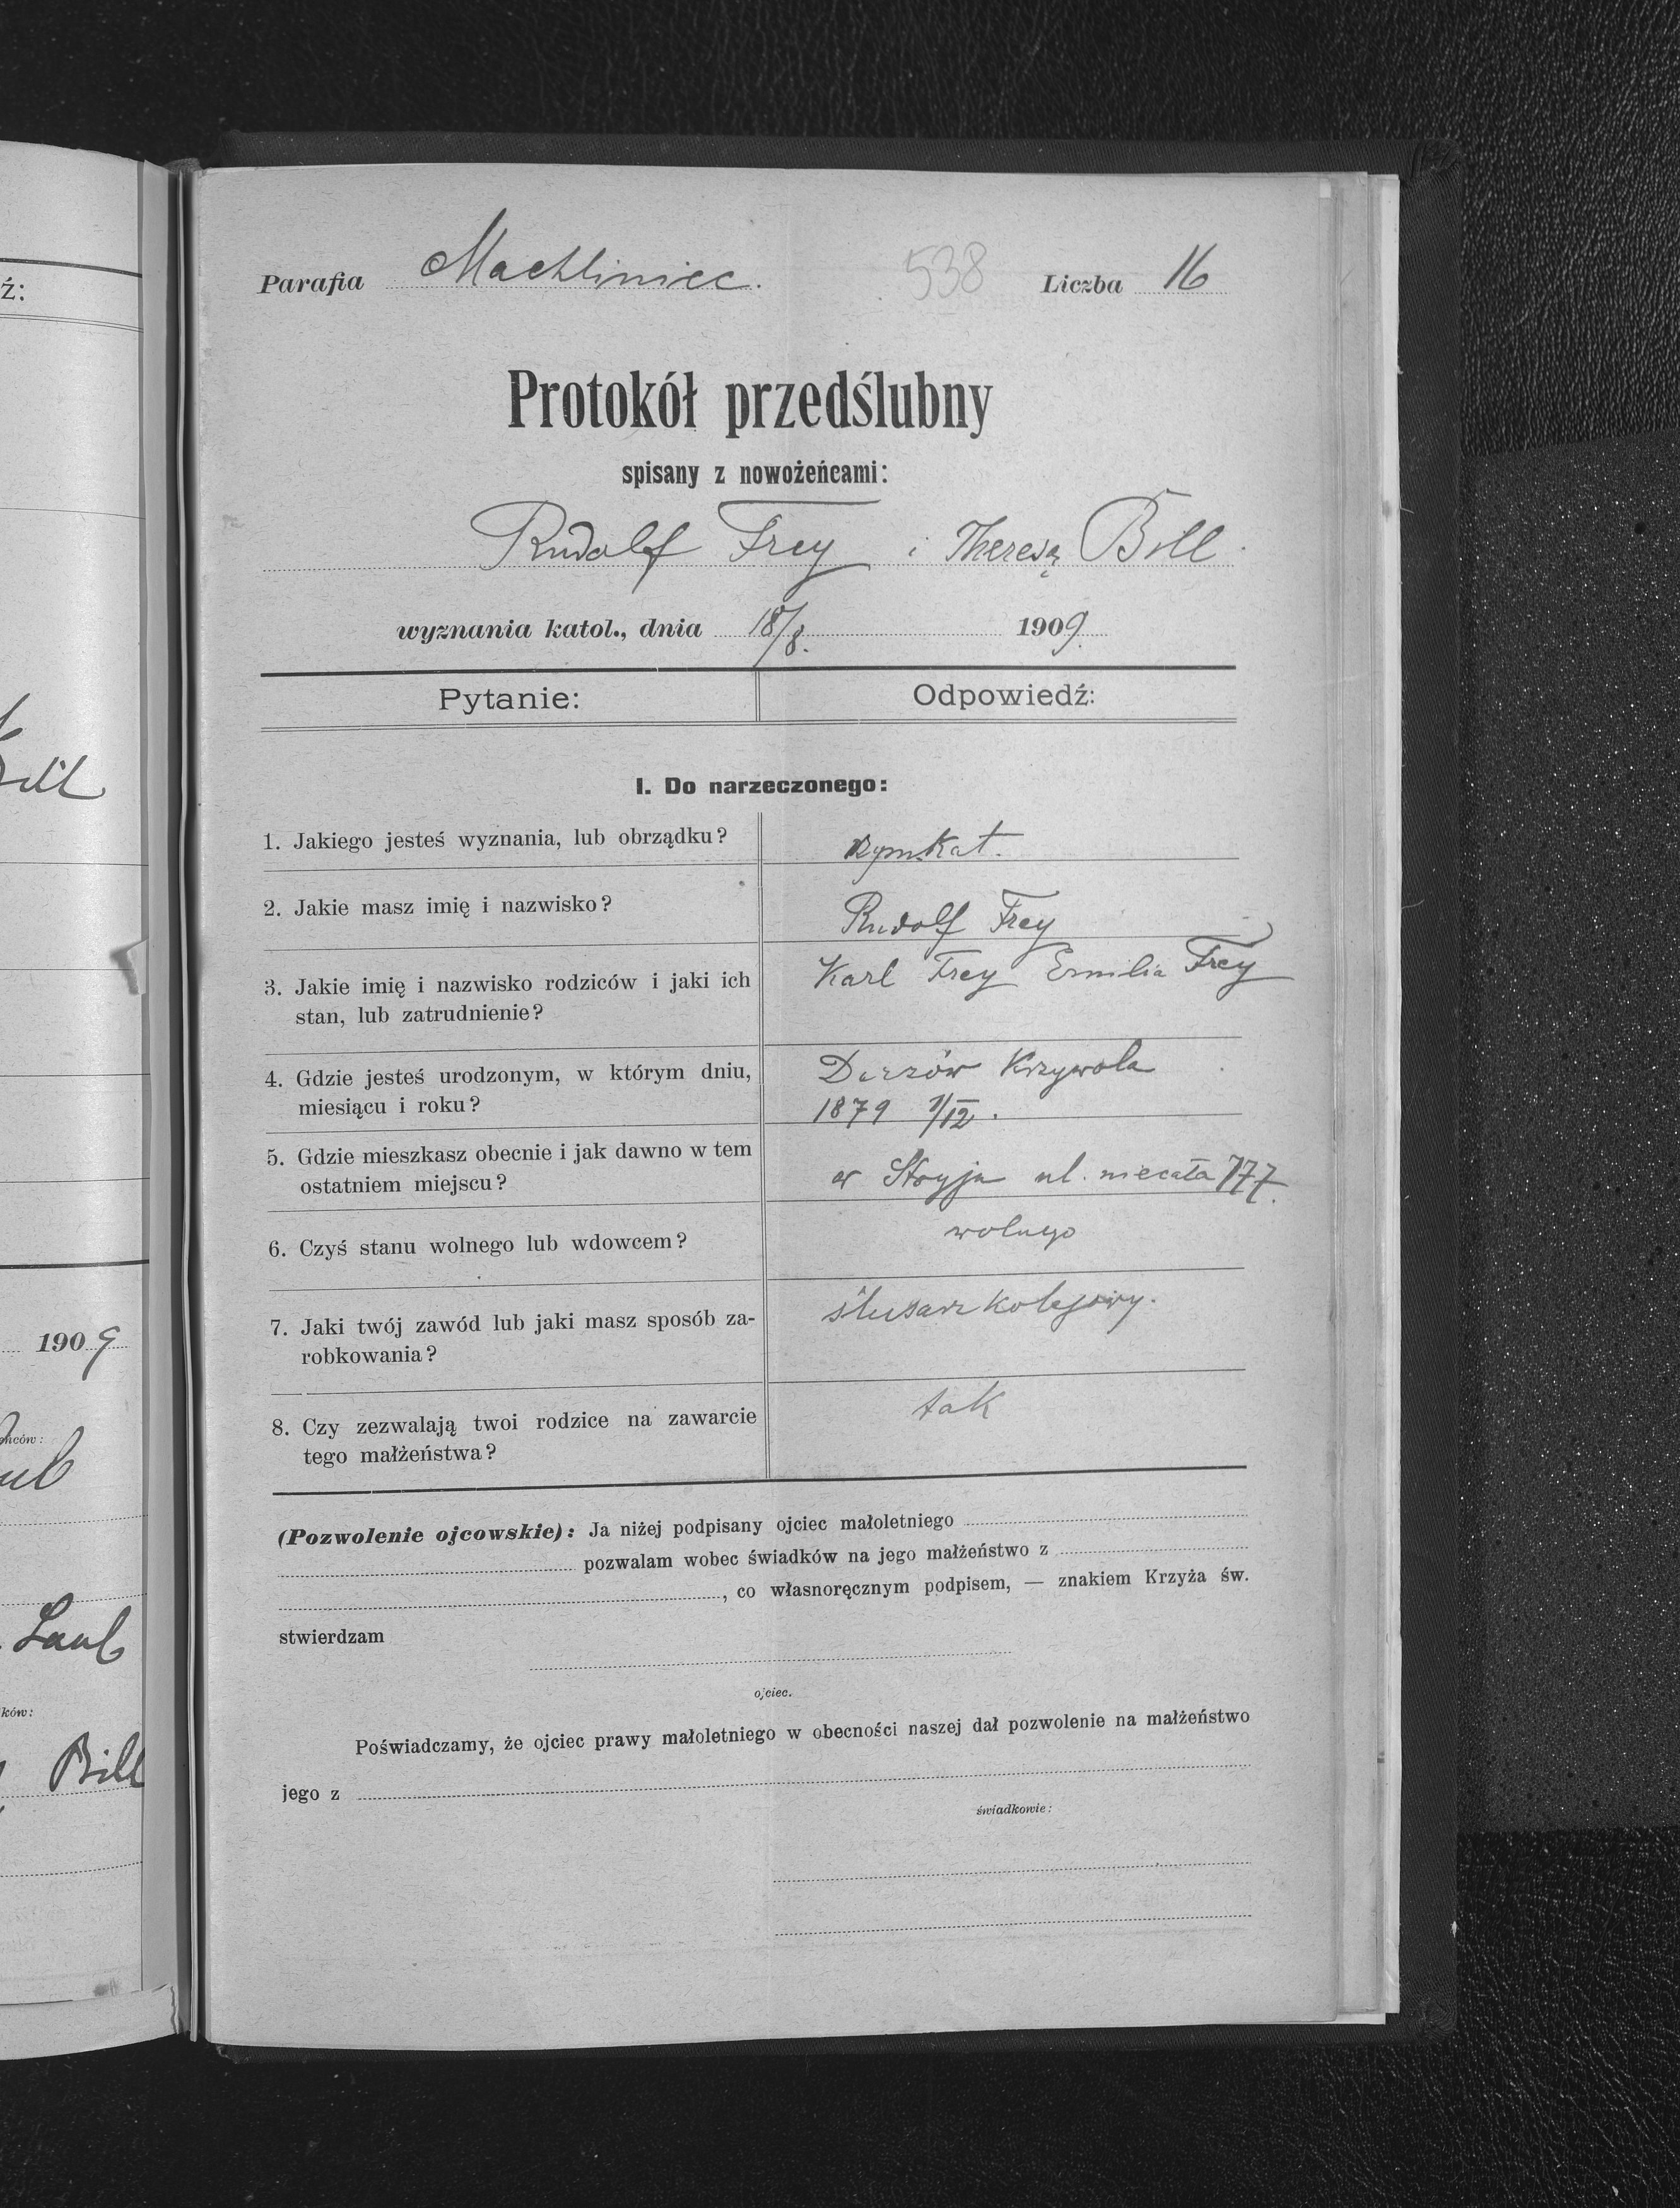 Parafia Machliniec. 538 Liczba 16
Protokół przedślubny
spisany z nowożeńcami:
Rudolf Frey i Theresą Bill
wyznania katol., dnia 18/8. 1909.
Pytanie: Odpowiedź:
I. Do narzeczonego:
1. Jakiego jesteś wyznania, lub obrządku? rzym.kat.
2. Jakie masz imię i nazwisko? Rudolf Frey
3. Jakie imię i nazwisko rodziców i jaki ich Karl Frey Emilia Frey
stan, lub zatrudnienie?
4. Gdzie jesteś urodzonym, w którym dniu,
miesiącu i roku? 1879 1/12.
5. Gdzie mieszkasz obecnie i jak dawno w tem
ostatniem miejscu? w Stryju ul. niecała 777.
6. Czyś stanu wolnego lub wdowcem? wolnego
7. Jaki twój zawód lub jaki masz sposób za- ślusarz kolejowy.
robkowania?
8. Czy zezwalają twoi rodzice na zawarcie tak
tego małżeństwa?
(Pozwolenie ojcowskie): Ja niżej podpisany ojciec małoletniego
pozwalam wobec świadków na jego małżeństwo z
, co własnoręcznym podpisem, — znakiem Krzyża św.
stwierdzam
ojciec.
Poświadczamy, że ojciec prawy małoletniego w obecności naszej dał pozwolenie na małżeństwo
jego z
świadkowie:
ź:
1909
Laub
ków:
Bill